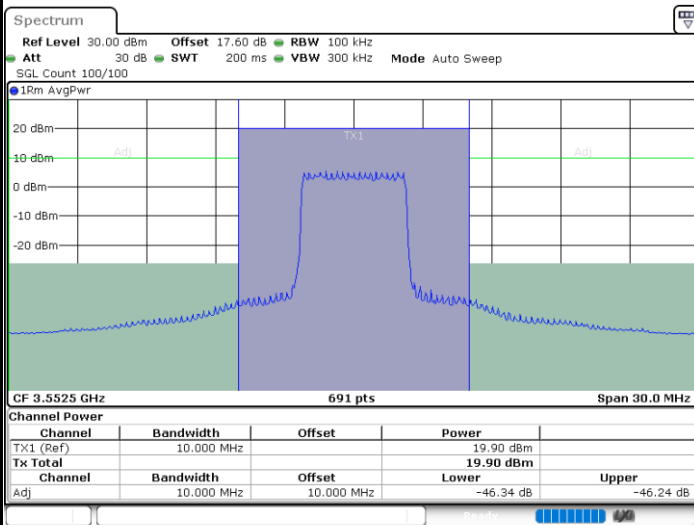 Spectrum
Ref Level 30.00 dBm Offset 17.60 dB RBW 100 kHz
Att 30 dB SWT 200 ms VBW 300 kHz Mode Auto Sweep
SGL Count 100/100
1Rm AvgPwr
20 dBm
TX1
10 dBm Adj Adj
0 dBm
-10 dBm
-20 dBm
CF 3.5525 GHz 691 pts Span 30.0 MHz
Channel Power
Channel Bandwidth Offset Power
TX1 (Ref) 10.000 MHz 19.90 dBm
Tx Total 19.90 dBm
Channel Bandwidth Offset Lower Upper
Adj 10.000 MHz 10.000 MHz -46.34 dB -46.24 dB
Ready